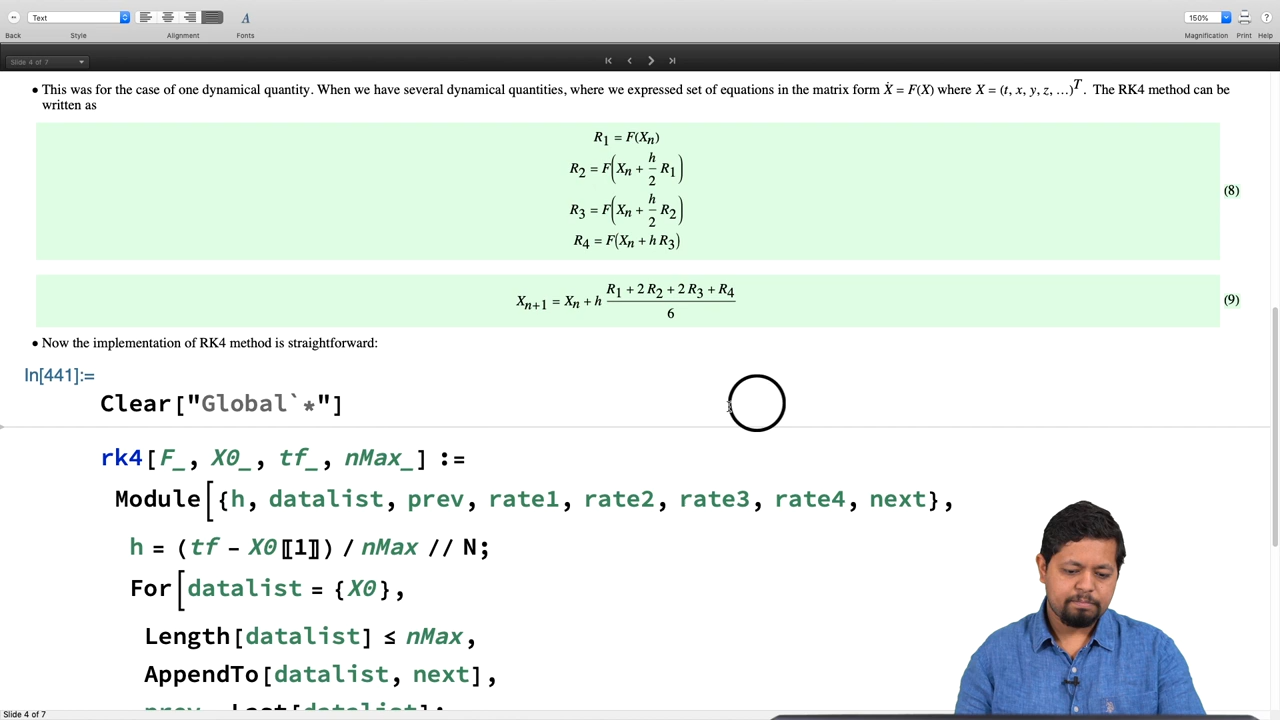 Text
150%
Back
Style
Alignment
Fonts
Magnification
Print
Help
Slide 4 of 7
• This was for the case of one dynamical quantity. When we have several dynamical quantities, where we expressed set of equations in the matrix form Ẋ = F(X) where X = (t, x, y, z, ...)^T. The RK4 method can be
written as
R₁ = F(Xₙ)
R₂ = F(Xₙ + h/2 R₁)
R₃ = F(Xₙ + h/2 R₂)
R₄ = F(Xₙ + h R₃)
(8)
Xₙ₊₁ = Xₙ + h (R₁ + 2 R₂ + 2 R₃ + R₄)/6
(9)
• Now the implementation of RK4 method is straightforward:
In[441]:=
Clear["Global`*"]
rk4[F_, X0_, tf_, nMax_] :=
Module[{h, datalist, prev, rate1, rate2, rate3, rate4, next},
h = (tf - X0〚1〛) / nMax // N;
For[datalist = {X0},
Length[datalist] ≤ nMax,
AppendTo[datalist, next],
prev = Last[datalist];
Slide 4 of 7